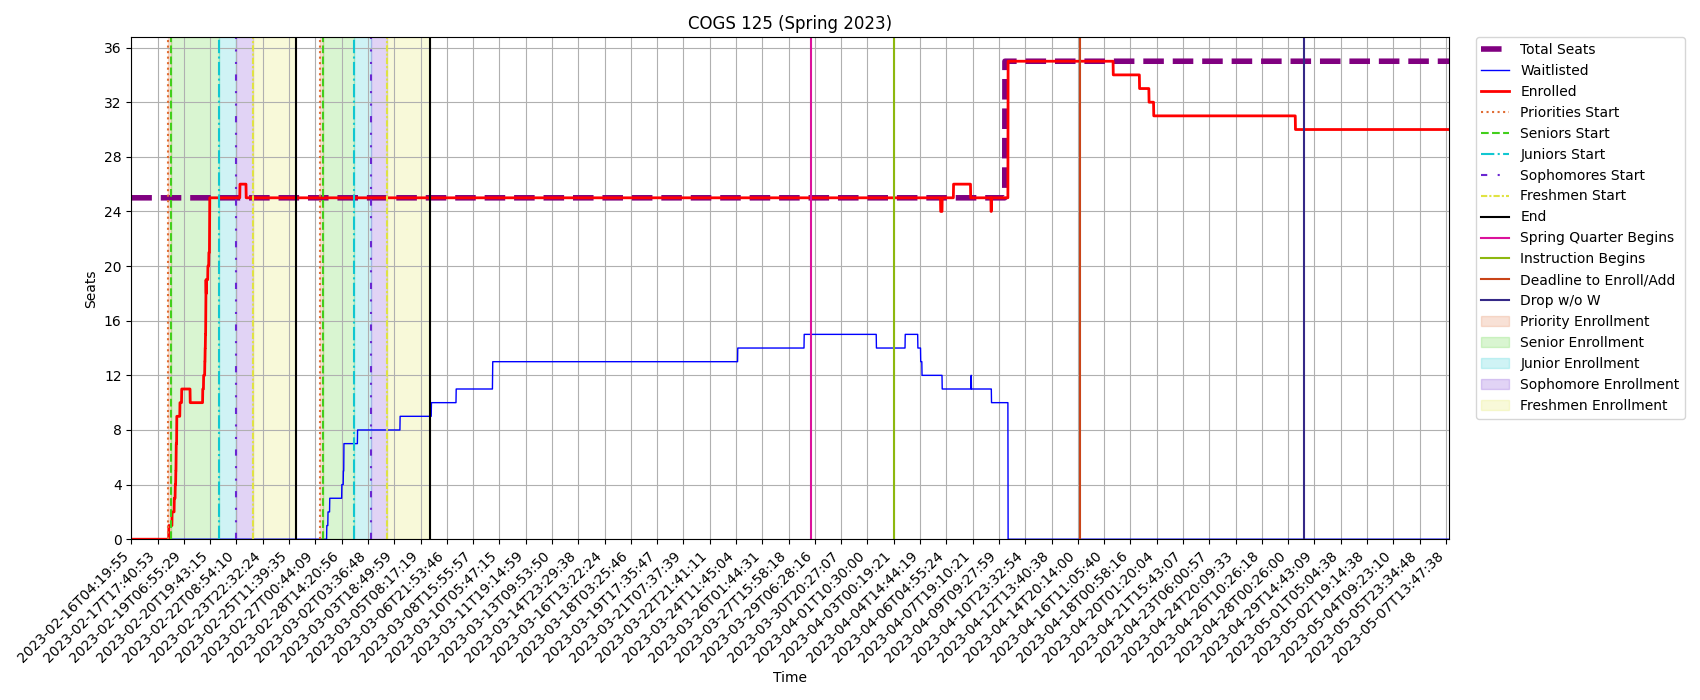 COGS 125 (Spring 2023)
Seats
36
32
28
24
20
16
12
8
4
0
2023-02-16T04:19:55
2023-02-17T17:40:53
2023-02-19T06:55:29
2023-02-20T19:43:15
2023-02-22T08:54:10
2023-02-23T22:32:24
2023-02-25T11:39:35
2023-02-27T00:44:09
2023-02-28T14:20:56
2023-03-02T03:36:48
2023-03-03T18:49:59
2023-03-05T08:17:19
2023-03-06T21:53:46
2023-03-08T15:55:57
2023-03-10T05:47:15
2023-03-11T19:14:59
2023-03-13T09:53:50
2023-03-14T23:29:38
2023-03-16T13:22:24
2023-03-18T03:25:46
2023-03-19T17:35:47
2023-03-21T07:37:39
2023-03-22T21:41:11
2023-03-24T11:45:04
2023-03-26T01:44:31
2023-03-27T15:58:18
2023-03-29T06:28:16
2023-03-30T20:27:07
2023-04-01T10:30:00
2023-04-03T00:19:21
2023-04-04T14:44:19
2023-04-06T04:55:24
2023-04-07T19:10:21
2023-04-09T09:27:59
2023-04-10T23:32:54
2023-04-12T13:40:38
2023-04-14T20:14:00
2023-04-16T11:05:40
2023-04-18T00:58:16
2023-04-20T01:20:04
2023-04-21T15:43:07
2023-04-23T06:00:57
2023-04-24T20:09:33
2023-04-26T10:26:18
2023-04-28T00:26:00
2023-04-29T14:43:09
2023-05-01T05:04:38
2023-05-02T19:14:38
2023-05-04T09:23:10
2023-05-05T23:34:48
2023-05-07T13:47:38
Time
Total Seats
Waitlisted
Enrolled
Priorities Start
Seniors Start
Juniors Start
Sophomores Start
Freshmen Start
End
Spring Quarter Begins
Instruction Begins
Deadline to Enroll/Add
Drop w/o W
Priority Enrollment
Senior Enrollment
Junior Enrollment
Sophomore Enrollment
Freshmen Enrollment